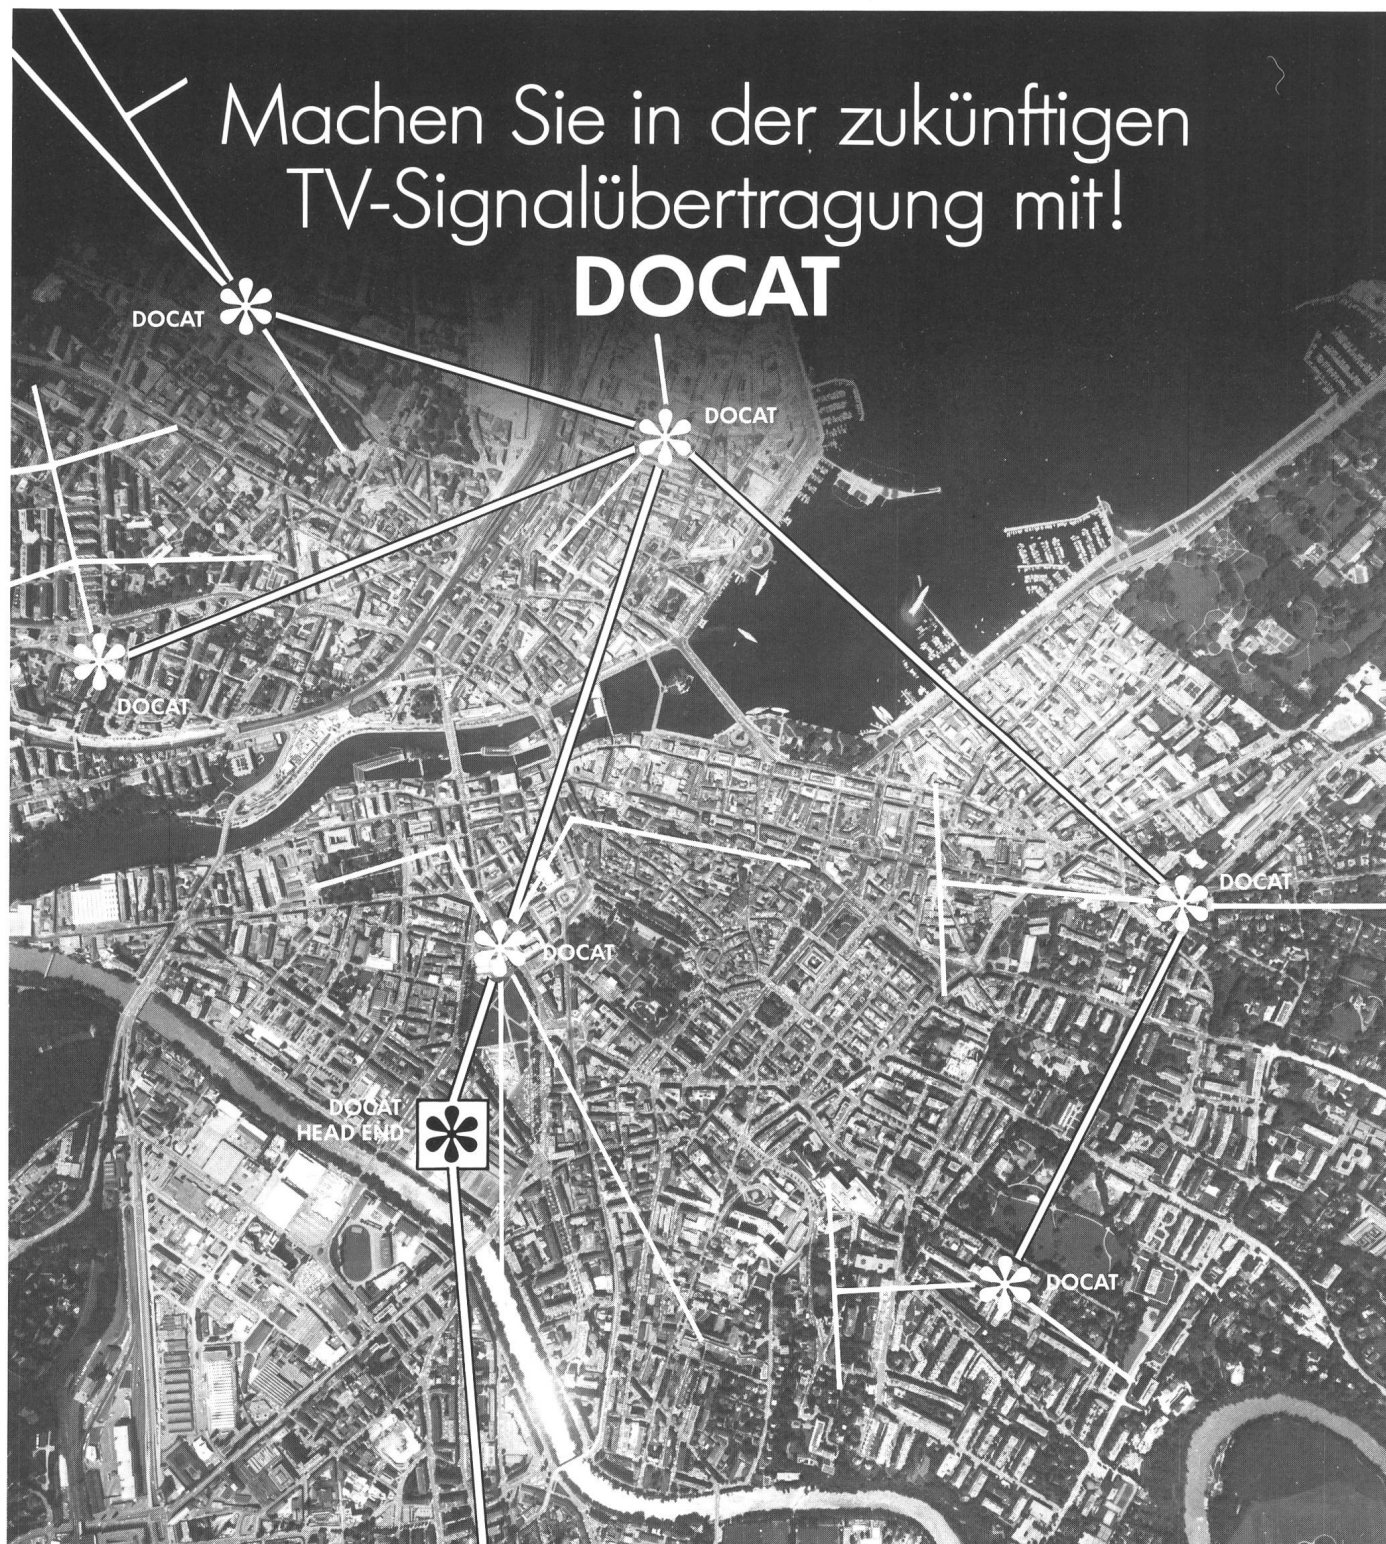 Machen Sie in der zukünftigen
TV-Signalübertragung mit!
DOCAT
DOCAT
DOCAT
DOCAT
DOCAT
DOCAT
DOCAT
HEAD END
DOCAT